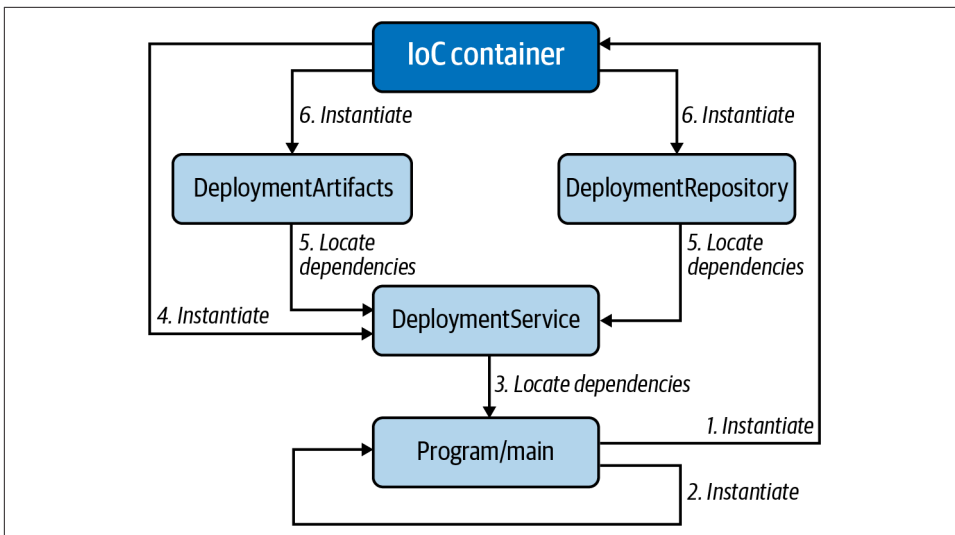 IoC container
6. Instantiate
6. Instantiate
DeploymentArtifacts
DeploymentRepository
5. Locate
dependencies
5. Locate
dependencies
4. Instantiate
DeploymentService
3. Locate dependencies
1. Instantiate
Program/main
2. Instantiate